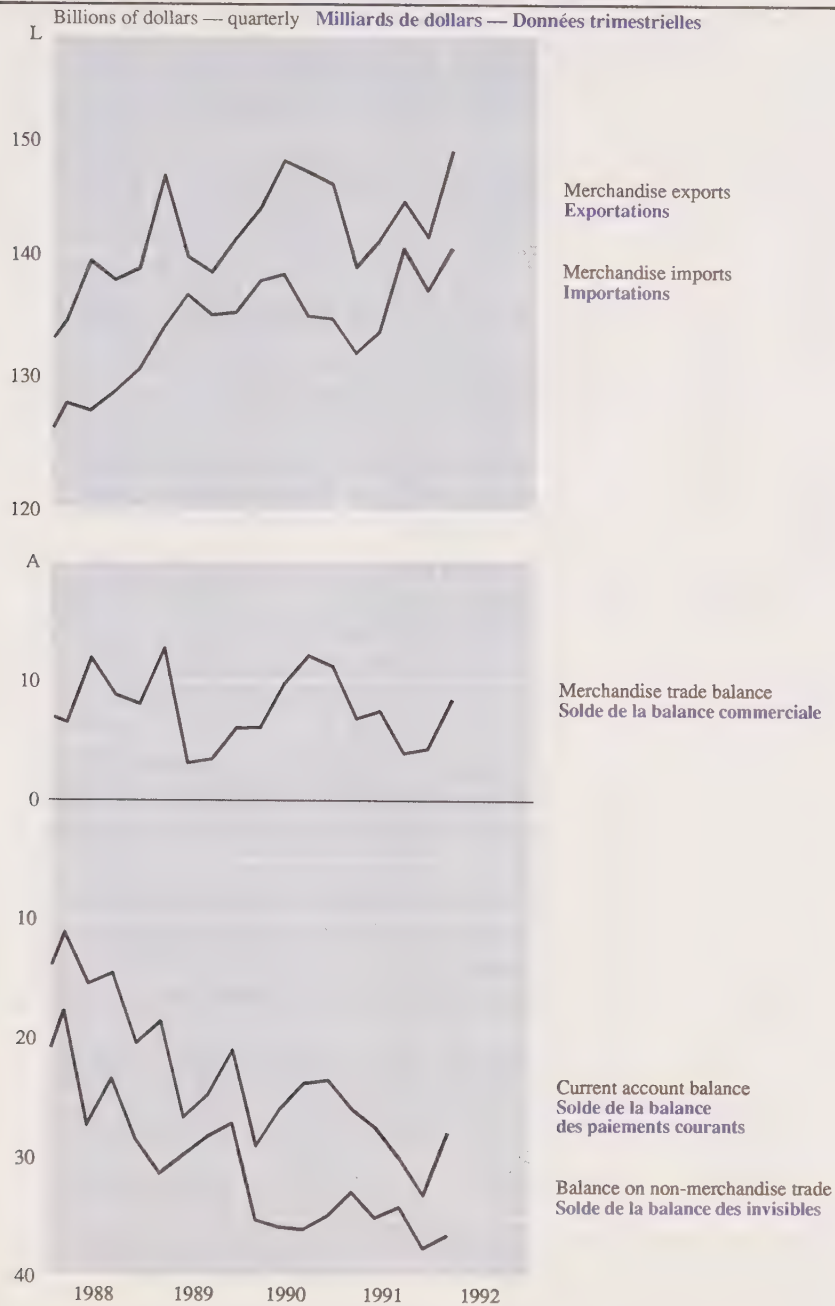 Billions of dollars — quarterly Milliards de dollars — Données trimestrielles
L
150
140
130
120
Merchandise exports
Exportations
Merchandise imports
Importations
A
10
0
10
20
30
40
Merchandise trade balance
Solde de la balance commerciale
Current account balance
Solde de la balance
des paiements courants
Balance on non-merchandise trade
Solde de la balance des invisibles
1988 1989 1990 1991 1992